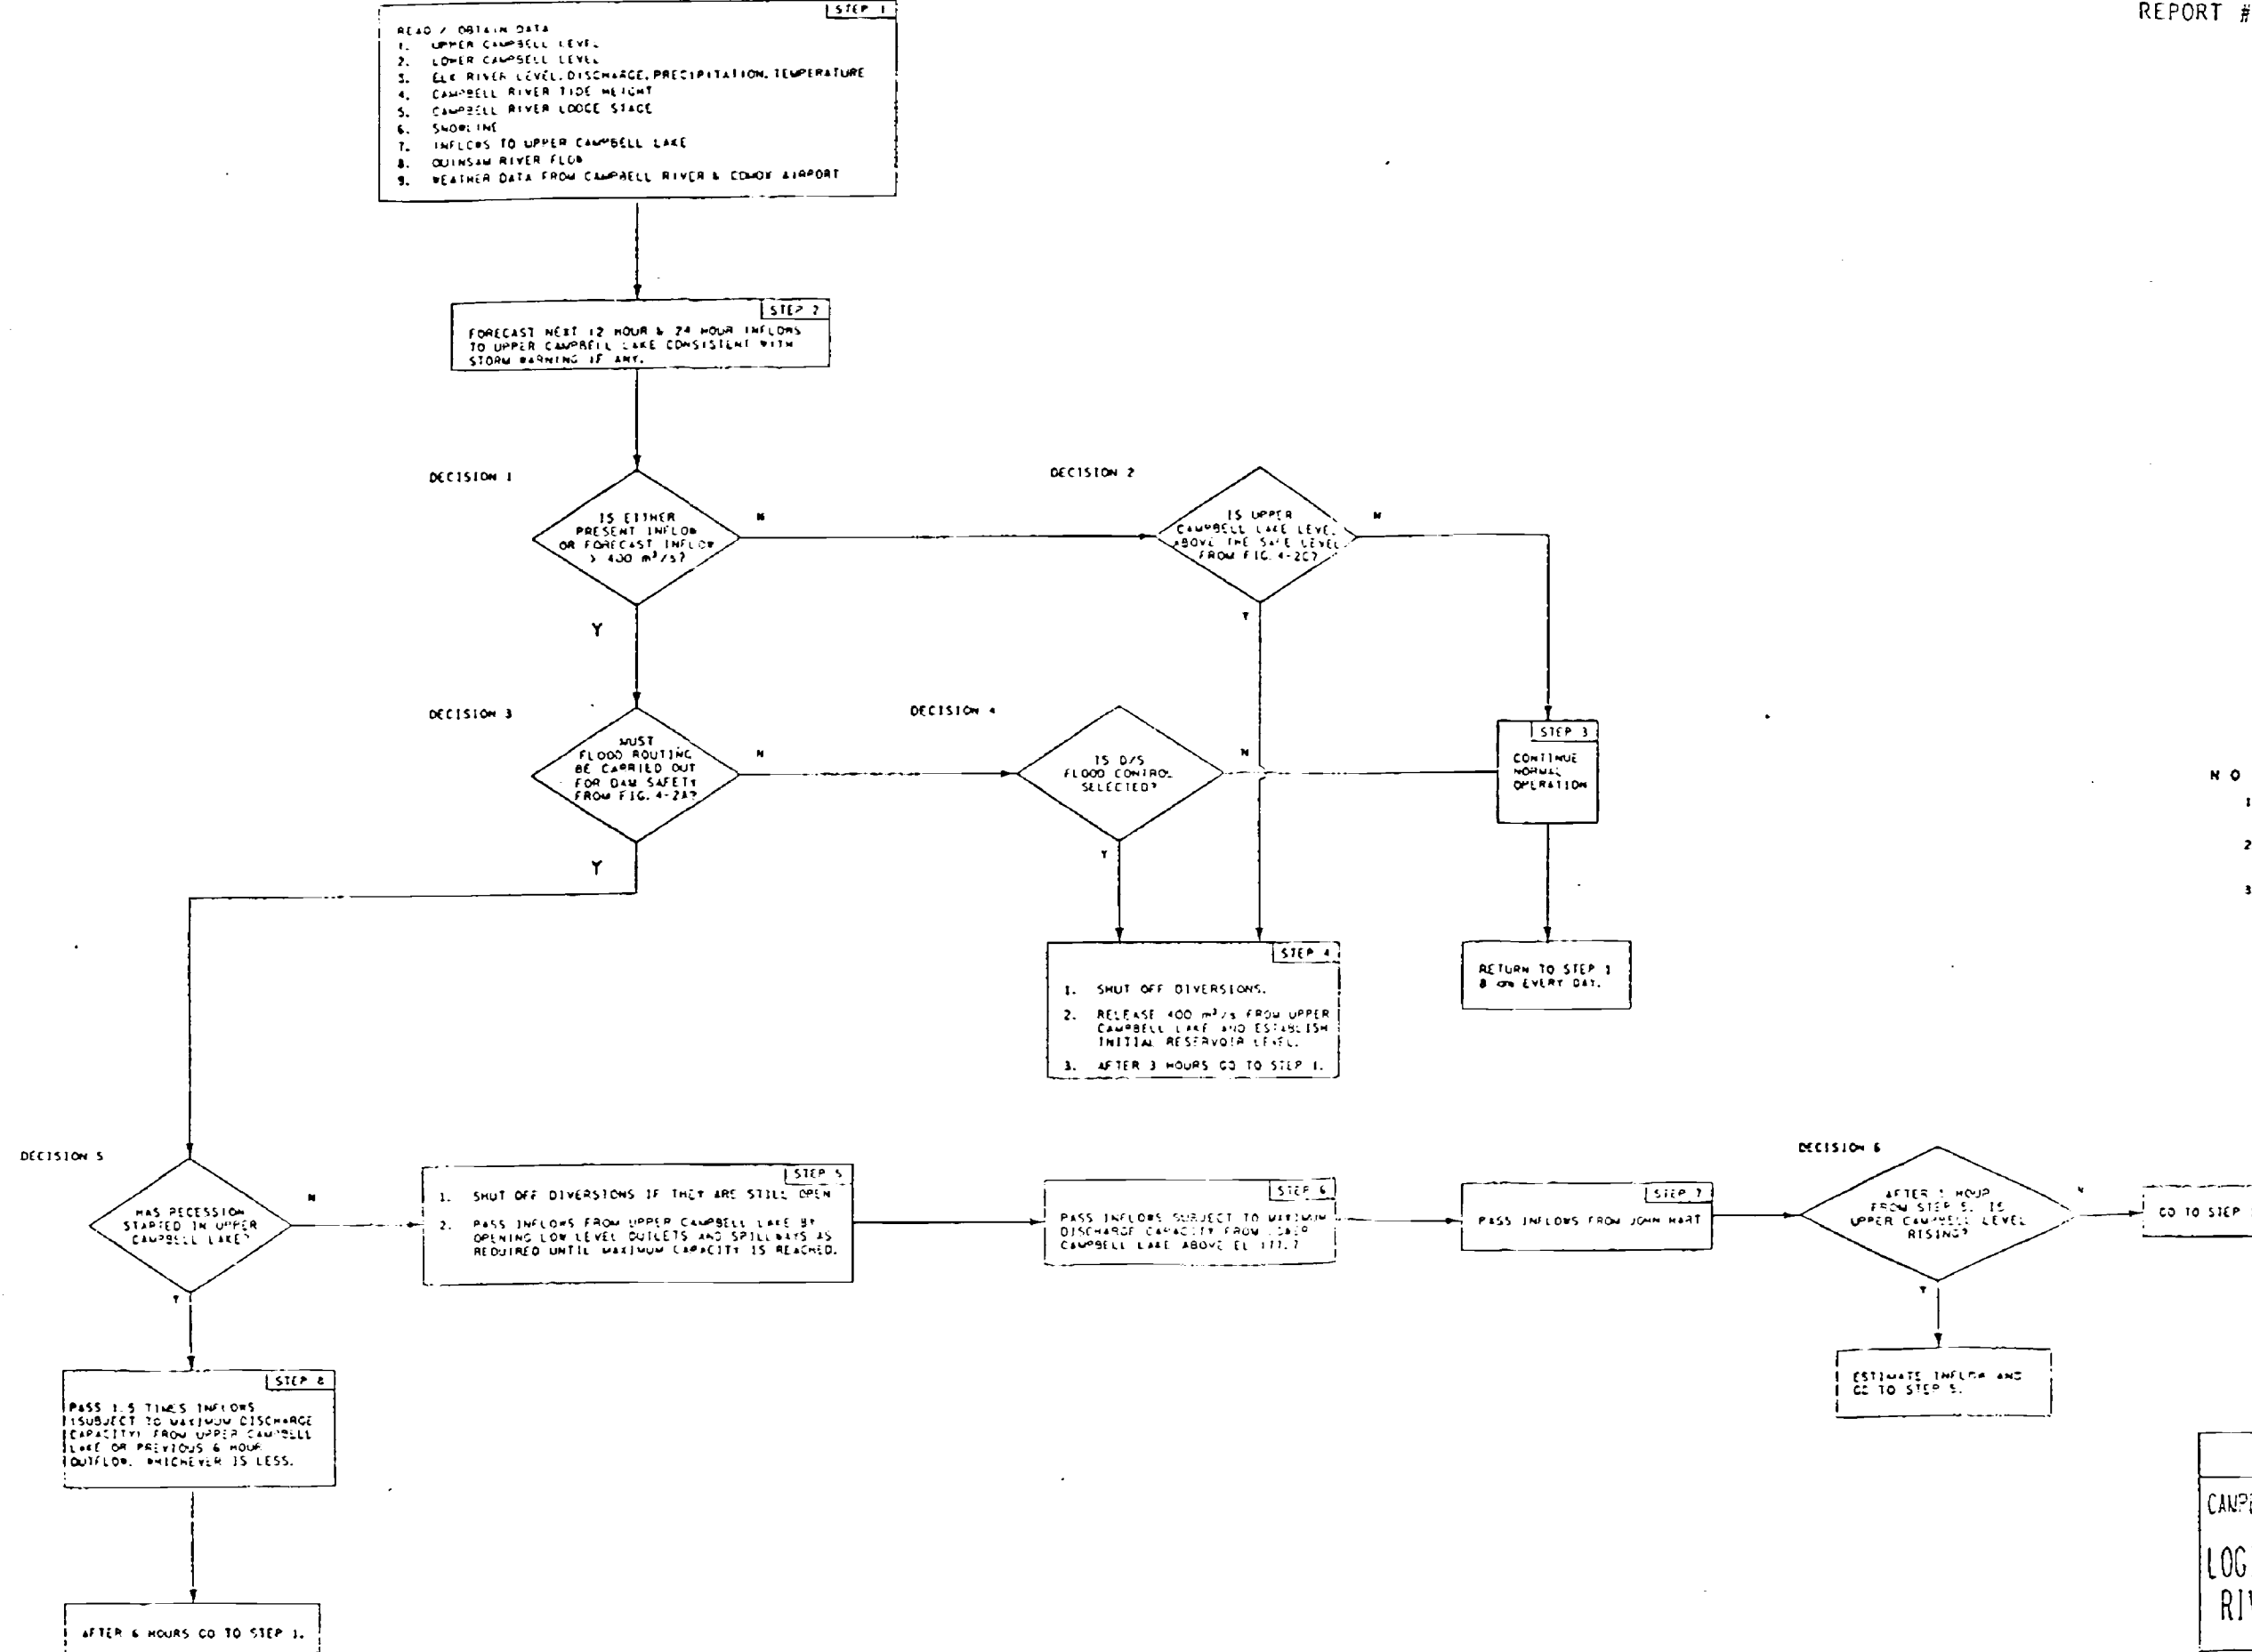 REPORT #
STEP 1
READ / OBTAIN DATA
1. UPPER CAMPBELL LEVEL
2. LOWER CAMPBELL LEVEL
3. ELK RIVER LEVEL, DISCHARGE, PRECIPITATION, TEMPERATURE
4. CAMPBELL RIVER TIDE HEIGHT
5. CAMPBELL RIVER LODGE STAGE
6. SNOWLINE
7. INFLOWS TO UPPER CAMPBELL LAKE
8. QUINSAM RIVER FLOW
9. WEATHER DATA FROM CAMPBELL RIVER & COMOX AIRPORT
STEP 2
FORECAST NEXT 12 HOUR & 24 HOUR INFLOWS
TO UPPER CAMPBELL LAKE CONSISTENT WITH
STORM WARNING IF ANY.
DECISION 1
IS EITHER
PRESENT INFLOW
OR FORECAST INFLOW
> 400 m³/s?
N
Y
DECISION 2
IS UPPER
CAMPBELL LAKE LEVEL
ABOVE THE SAFE LEVEL
FROM FIG. 4-2C?
N
Y
DECISION 3
MUST
FLOOD ROUTING
BE CARRIED OUT
FOR DAM SAFETY
FROM FIG. 4-2A?
N
Y
DECISION 4
IS D/S
FLOOD CONTROL
SELECTED?
N
Y
STEP 3
CONTINUE
NORMAL
OPERATION
N O
1
2
3
STEP 4
1. SHUT OFF DIVERSIONS.
2. RELEASE 400 m³/s FROM UPPER
CAMPBELL LAKE AND ESTABLISH
INITIAL RESERVOIR LEVEL.
3. AFTER 3 HOURS GO TO STEP 1.
RETURN TO STEP 1
8 am EVERY DAY.
DECISION 5
HAS RECESSION
STARTED IN UPPER
CAMPBELL LAKE?
N
Y
STEP 5
1. SHUT OFF DIVERSIONS IF THEY ARE STILL OPEN
2. PASS INFLOWS FROM UPPER CAMPBELL LAKE BY
OPENING LOW LEVEL OUTLETS AND SPILLWAYS AS
REQUIRED UNTIL MAXIMUM CAPACITY IS REACHED.
STEP 6
PASS INFLOWS SUBJECT TO MAXIMUM
DISCHARGE CAPACITY FROM LOWER
CAMPBELL LAKE ABOVE EL 177.7
STEP 7
PASS INFLOWS FROM JOHN HART
DECISION 6
AFTER 1 HOUR
FROM STEP 5, IS
UPPER CAMPBELL LEVEL
RISING?
N
Y
GO TO STEP
ESTIMATE INFLOW AND
GO TO STEP 5.
STEP 8
PASS 1.5 TIMES INFLOWS
(SUBJECT TO MAXIMUM DISCHARGE
CAPACITY) FROM UPPER CAMPBELL
LAKE OR PREVIOUS 6 HOUR
OUTFLOW, WHICHEVER IS LESS.
AFTER 6 HOURS GO TO STEP 1.
CAMPB
LOG
RIV